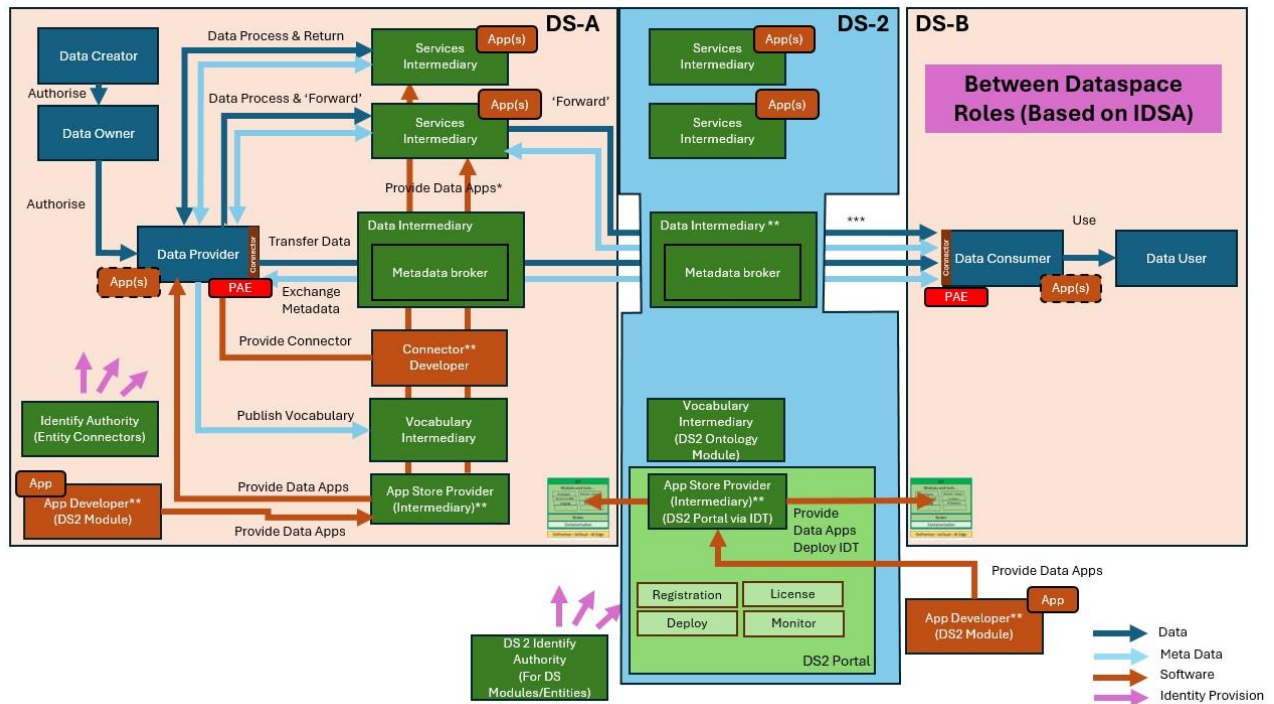 DS-A
DS-2
DS-B
Between Dataspace
Roles (Based on IDSA)
Data Creator
Authorise
Data Owner
Authorise
Data Process & Return
Services
Intermediary
App(s)
Data Process & ‘Forward’
Services
Intermediary
App(s)
‘Forward’
Services
Intermediary
App(s)
Services
Intermediary
App(s)
Provide Data Apps*
Data Provider
Connector
App(s)
PAE
Transfer Data
Exchange
Metadata
Data Intermediary
Metadata broker
Data Intermediary **
Metadata broker
***
Connector
Data Consumer
PAE
App(s)
Use
Data User
Provide Connector
Connector**
Developer
Identify Authority
(Entity Connectors)
Publish Vocabulary
Vocabulary
Intermediary
Vocabulary
Intermediary
(DS2 Ontology
Module)
App
App Developer**
(DS2 Module)
Provide Data Apps
Provide Data Apps
App Store Provider
(Intermediary)**
App Store Provider
(Intermediary)**
(DS2 Portal via IDT)
Provide
Data Apps
Deploy IDT
Provide Data Apps
Registration
License
Deploy
Monitor
DS2 Portal
App
App Developer**
(DS2 Module)
DS 2 Identify
Authority
(For DS
Modules/Entities)
Data
Meta Data
Software
Identity Provision